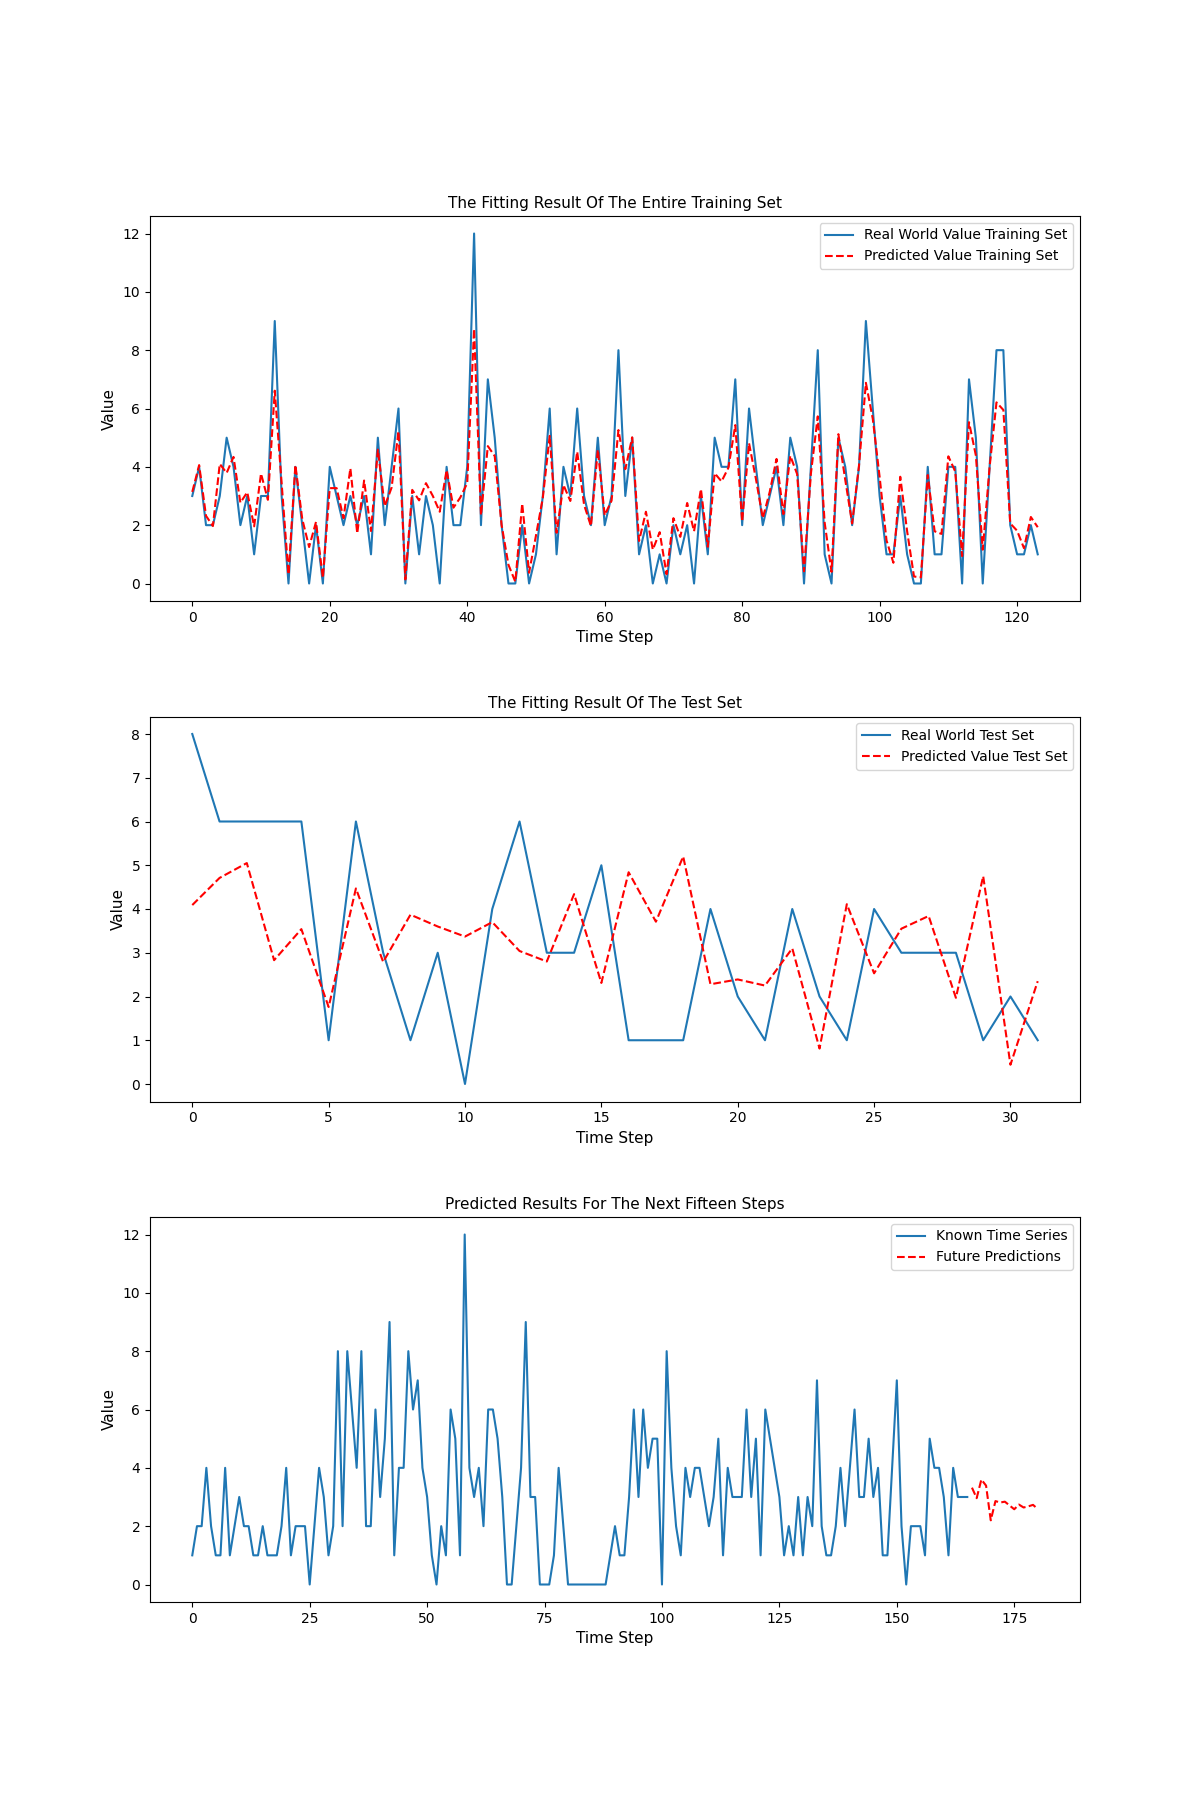 The Fitting Result Of The Entire Training Set
Real World Value Training Set
Predicted Value Training Set
Value
12
10
8
6
4
2
0
0 20 40 60 80 100 120
Time Step
The Fitting Result Of The Test Set
Real World Test Set
Predicted Value Test Set
Value
8
7
6
5
4
3
2
1
0
0 5 10 15 20 25 30
Time Step
Predicted Results For The Next Fifteen Steps
Known Time Series
Future Predictions
Value
12
10
8
6
4
2
0
0 25 50 75 100 125 150 175
Time Step